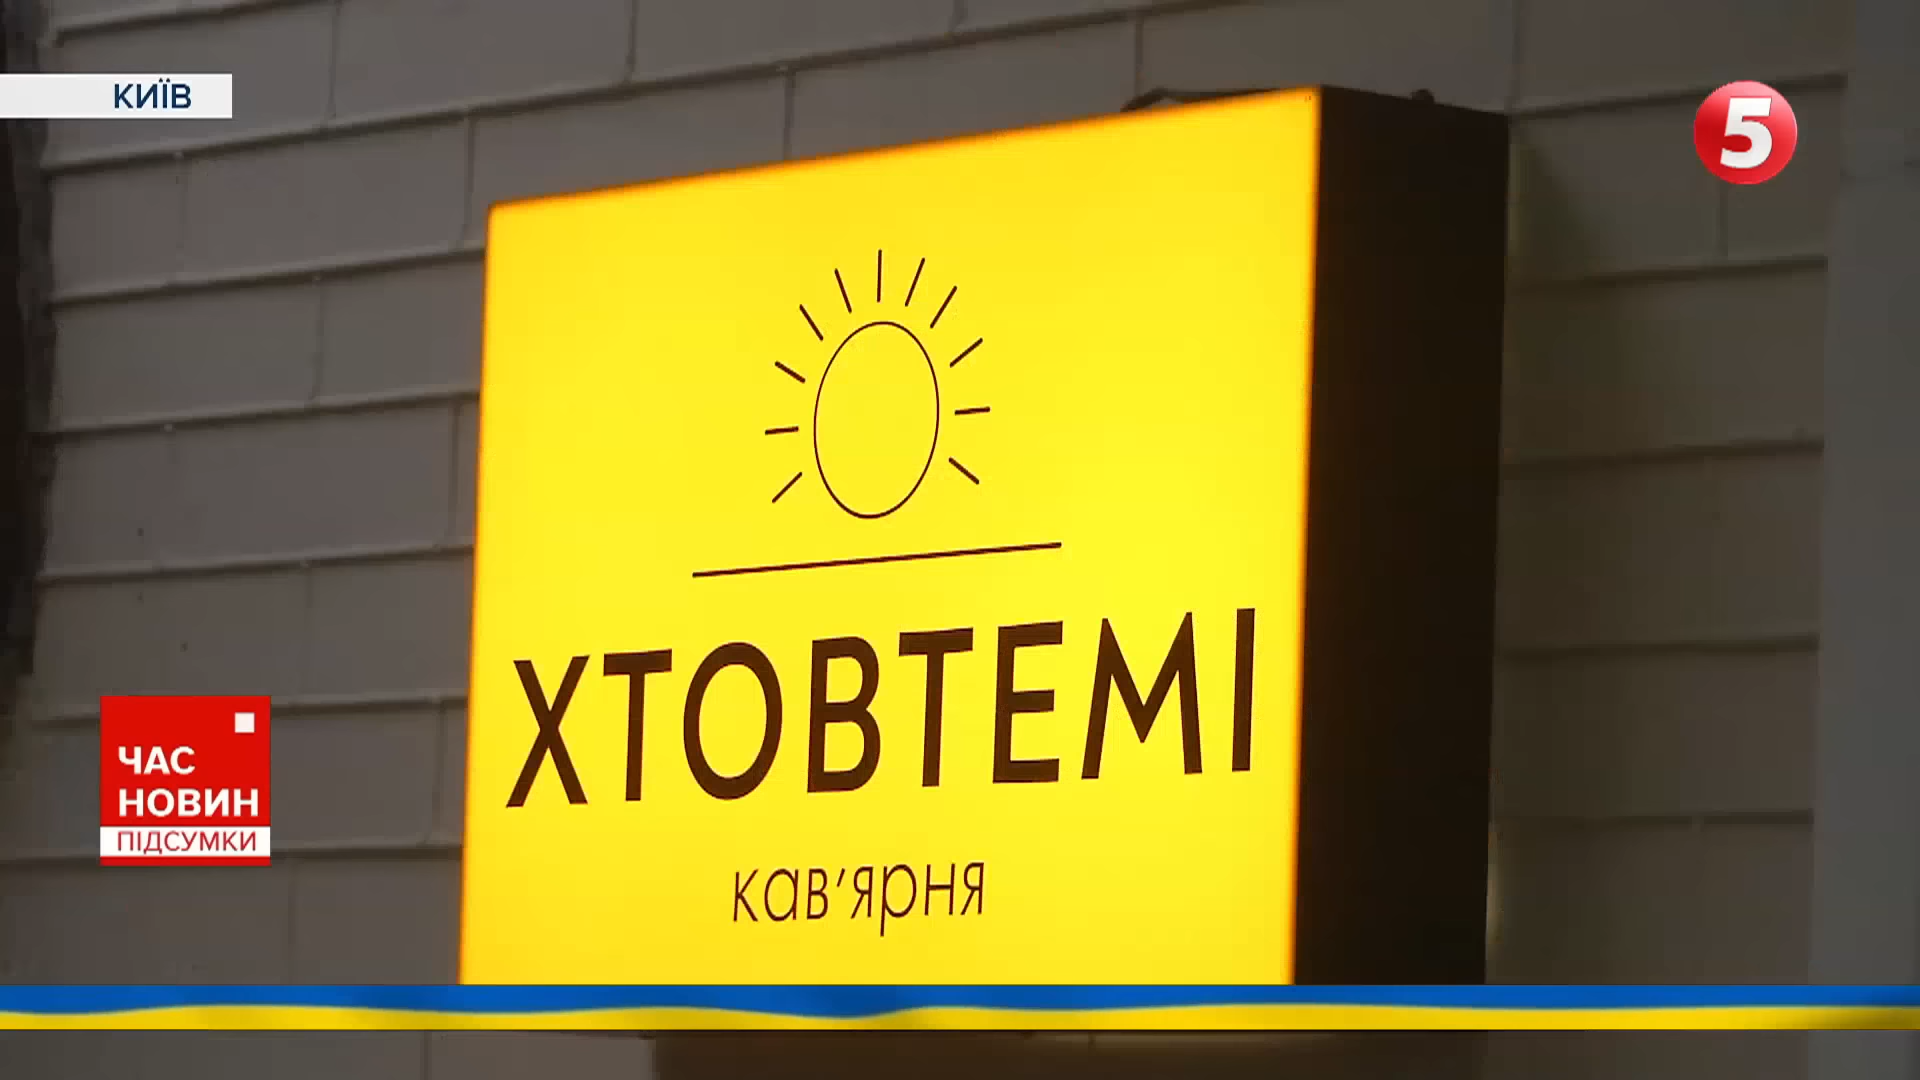 КИЇВ
5
ХТОВТЕМІ
кав’ярня
ЧАС
НОВИН
ПІДСУМКИ